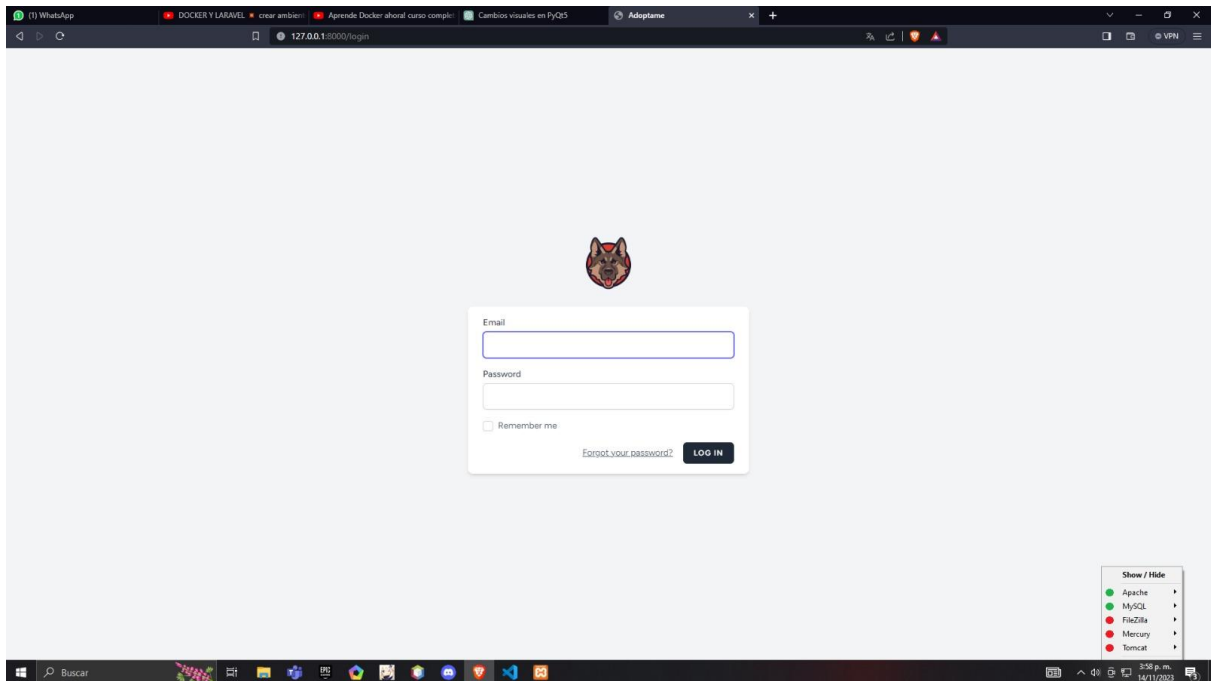 (1) WhatsApp
DOCKER Y LARAVEL crear ambient
Aprende Docker ahora! curso complet
Cambios visuales en PyQt5
Adoptame
127.0.0.1:8000/login
VPN
Email
Password
Remember me
Forgot your password?
LOG IN
Show / Hide
Apache
MySQL
FileZilla
Mercury
Tomcat
Buscar
EPIC
3:58 p. m.
14/11/2023